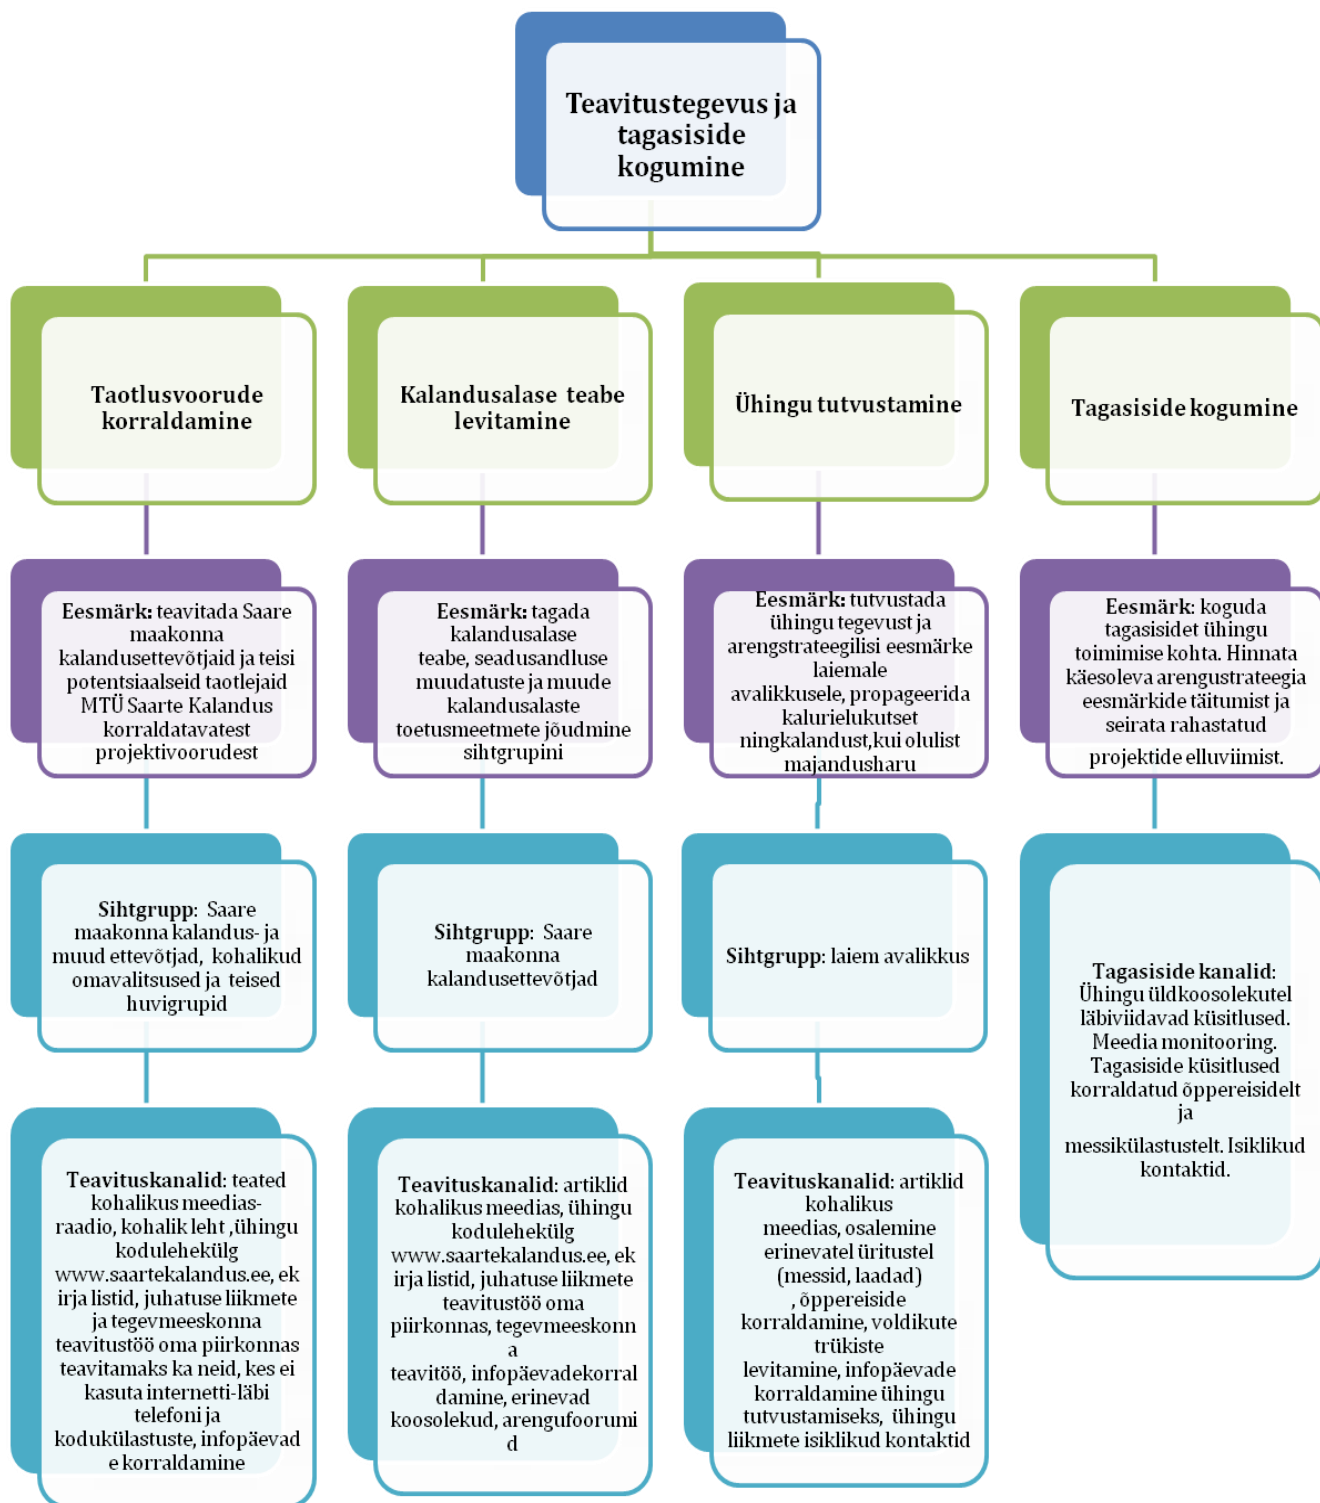 Teavitustegevus ja
tagasiside
kogumine
Taotlusvoorude
korraldamine
Kalandusalase teabe
levitamine
Ühingu tutvustamine
Tagasiside kogumine
Eesmärk: teavitada Saare
maakonna
kalandusettevõtjaid ja teisi
potentsiaalseid taotlejaid
MTÜ Saarte Kalandus
korraldatavatest
projektivoorudest
Eesmärk: tagada
kalandusalase
teabe, seadusandluse
muudatuste ja muude
kalandusalaste
toetusmeetmete jõudmine
sihtgrupini
Eesmärk: tutvustada
ühingu tegevust ja
arengstrateegilisi eesmärke
laiemale
avalikkusele, propageerida
kalurielukutset
ningkalandust,kui olulist
majandusharu
Eesmärk: koguda
tagasisidet ühingu
toimimise kohta. Hinnata
käesoleva arengustrateegia
eesmärkide täitumist ja
seirata rahastatud
projektide elluviimist.
Sihtgrupp: Saare
maakonna kalandus- ja
muud ettevõtjad, kohalikud
omavalitsused ja teised
huvigrupid
Sihtgrupp: Saare
maakonna
kalandusettevõtjad
Sihtgrupp: laiem avalikkus
Tagasiside kanalid:
Ühingu üldkoosolekutel
läbiviidavad küsitlused.
Meedia monitooring.
Tagasiside küsitlused
korraldatud õppereisidelt
ja
messikülastustelt. Isiklikud
kontaktid.
Teavituskanalid: teated
kohalikus meedias-
raadio, kohalik leht ,ühingu
kodulehekülg
www.saartekalandus.ee, ek
irja listid, juhatuse liikmete
ja tegevmeeskonna
teavitustöö oma piirkonnas
teavitamaks ka neid, kes ei
kasuta internetti-läbi
telefoni ja
kodukülastuste, infopäevad
e korraldamine
Teavituskanalid: artiklid
kohalikus meedias, ühingu
kodulehekülg
www.saartekalandus.ee, ek
irja listid, juhatuse liikmete
teavitustöö oma
piirkonnas, tegevmeeskonn
a
teavitöö, infopäevadekorral
damine, erinevad
koosolekud, arengufoorumi
d
Teavituskanalid: artiklid
kohalikus
meedias, osalemine
erinevatel üritustel
(messid, laadad)
, õppereiside
korraldamine, voldikute
trükiste
levitamine, infopäevade
korraldamine ühingu
tutvustamiseks, ühingu
liikmete isiklikud kontaktid